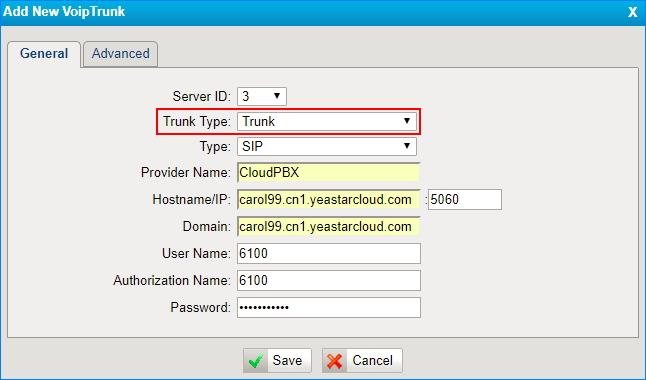 Add New VoipTrunk X
General Advanced
Server ID: 3
Trunk Type: Trunk
Type: SIP
Provider Name: CloudPBX
Hostname/IP: carol99.cn1.yeastarcloud.com :5060
Domain: carol99.cn1.yeastarcloud.com
User Name: 6100
Authorization Name: 6100
Password: •••••••••••
Save Cancel